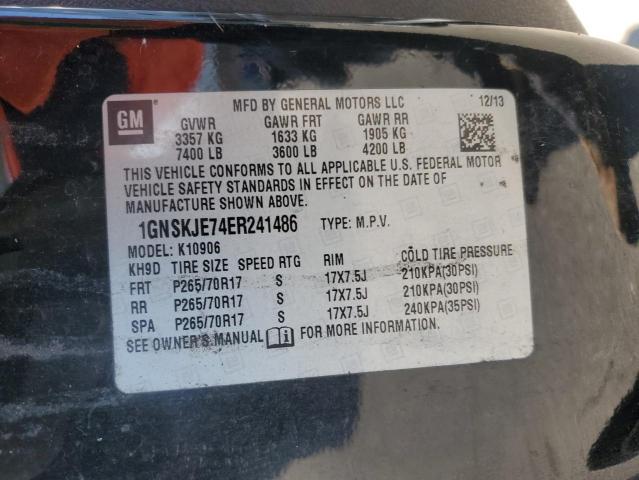 GM
MFD BY GENERAL MOTORS LLC 12/13
GVWR GAWR FRT GAWR RR
3357 KG 1633 KG 1905 KG
7400 LB 3600 LB 4200 LB
THIS VEHICLE CONFORMS TO ALL APPLICABLE U.S. FEDERAL MOTOR
VEHICLE SAFETY STANDARDS IN EFFECT ON THE DATE OF
MANUFACTURE SHOWN ABOVE.
1GNSKJE74ER241486 TYPE: M.P.V.
MODEL: K10906
KH9D TIRE SIZE SPEED RTG RIM COLD TIRE PRESSURE
FRT P265/70R17 S 17X7.5J 210KPA(30PSI)
RR P265/70R17 S 17X7.5J 210KPA(30PSI)
SPA P265/70R17 S 17X7.5J 240KPA(35PSI)
SEE OWNER'S MANUAL FOR MORE INFORMATION.